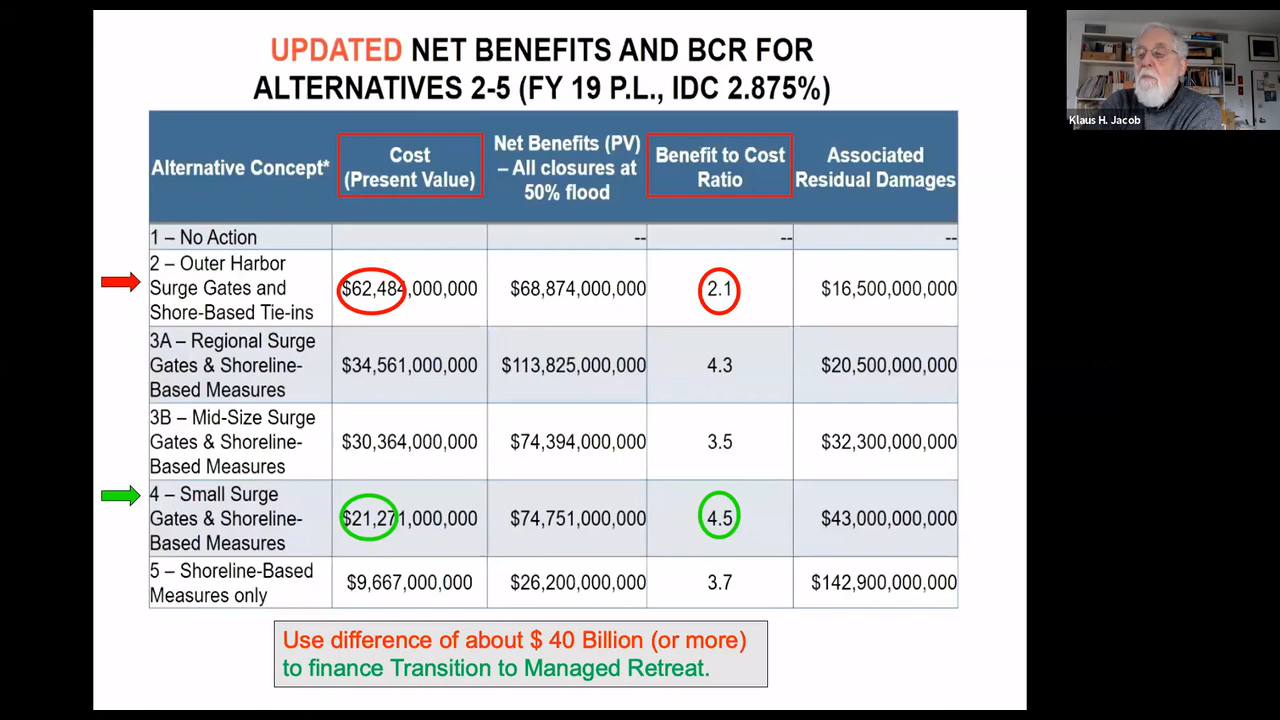 UPDATED NET BENEFITS AND BCR FOR
ALTERNATIVES 2-5 (FY 19 P.L., IDC 2.875%)
Klaus H. Jacob
Alternative Concept*
Cost
(Present Value)
Net Benefits (PV)
– All closures at
50% flood
Benefit to Cost
Ratio
Associated
Residual Damages
1 – No Action
--
--
--
2 – Outer Harbor
Surge Gates and
Shore-Based Tie-ins
$62,484,000,000
$68,874,000,000
2.1
$16,500,000,000
3A – Regional Surge
Gates & Shoreline-
Based Measures
$34,561,000,000
$113,825,000,000
4.3
$20,500,000,000
3B – Mid-Size Surge
Gates & Shoreline-
Based Measures
$30,364,000,000
$74,394,000,000
3.5
$32,300,000,000
4 – Small Surge
Gates & Shoreline-
Based Measures
$21,271,000,000
$74,751,000,000
4.5
$43,000,000,000
5 – Shoreline-Based
Measures only
$9,667,000,000
$26,200,000,000
3.7
$142,900,000,000
Use difference of about $ 40 Billion (or more)
to finance Transition to Managed Retreat.